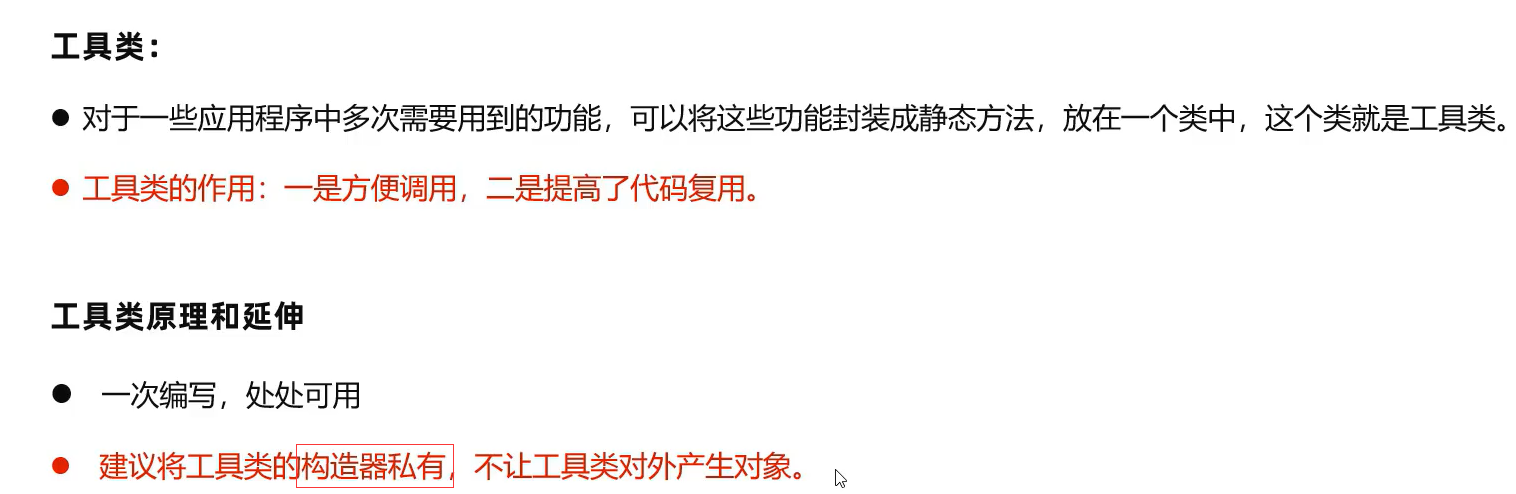 工具类：
● 对于一些应用程序中多次需要用到的功能，可以将这些功能封装成静态方法，放在一个类中，这个类就是工具类。
● 工具类的作用：一是方便调用，二是提高了代码复用。
工具类原理和延伸
● 一次编写，处处可用
● 建议将工具类的构造器私有，不让工具类对外产生对象。